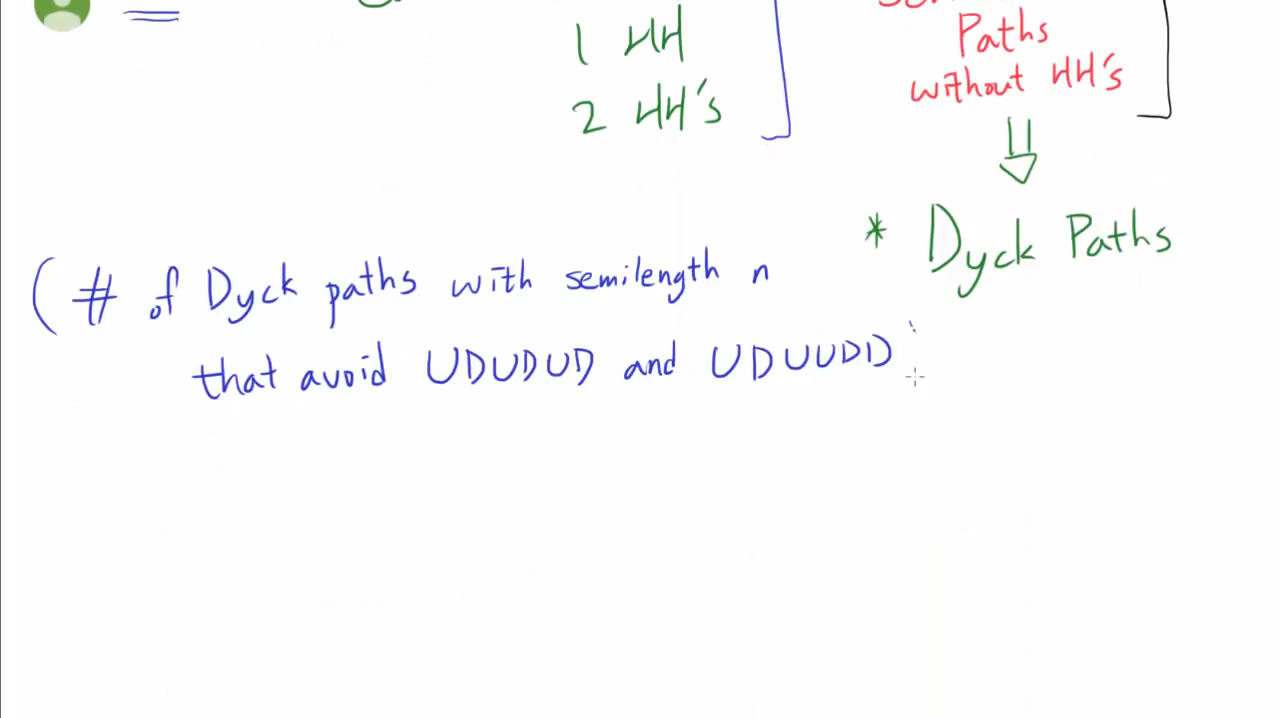 1 HH
2 HH's
Paths
without HH's
* Dyck Paths
(# of Dyck paths with semilength n
that avoid UDUDUD and UDUUDD